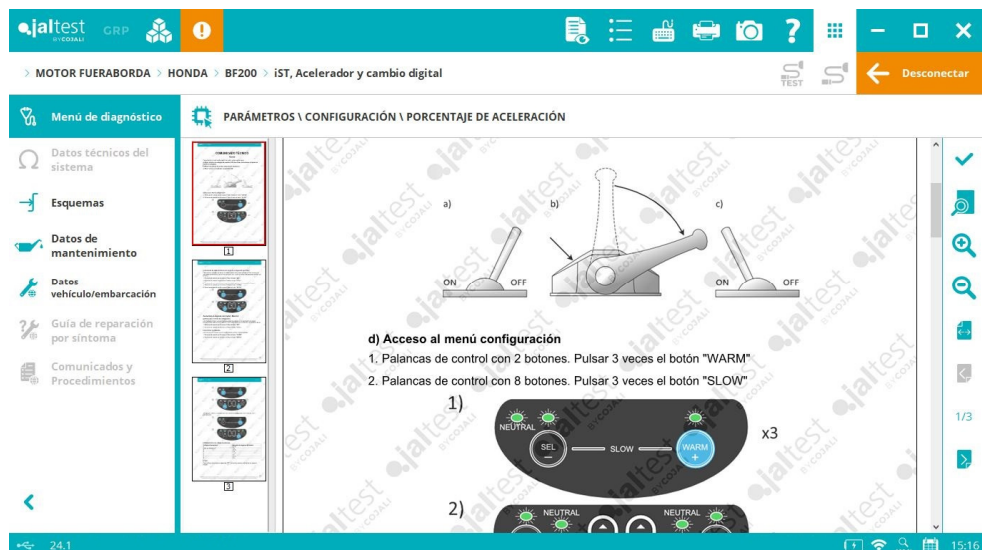 jaltest GRP
BY COJALI
MOTOR FUERABORDA > HONDA > BF200 > iST, Acelerador y cambio digital
TEST
Desconectar
Menú de diagnóstico
PARÁMETROS \ CONFIGURACIÓN \ PORCENTAJE DE ACELERACIÓN
Datos técnicos del
sistema
Esquemas
Datos de
mantenimiento
Datos
vehículo/embarcación
Guía de reparación
por síntoma
Comunicados y
Procedimientos
1
2
3
a) b) c)
ON OFF ON OFF
d) Acceso al menú configuración
1. Palancas de control con 2 botones. Pulsar 3 veces el botón "WARM"
2. Palancas de control con 8 botones. Pulsar 3 veces el botón "SLOW"
1)
NEUTRAL
SEL
–
SLOW
WARM
+
x3
2)
NEUTRAL NEUTRAL
1/3
24.1
15:16